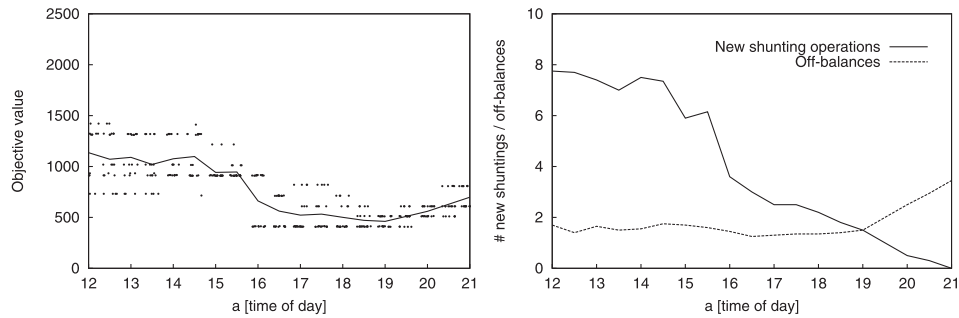 2500
2000
1500
1000
500
0
Objective value
12 13 14 15 16 17 18 19 20 21
a [time of day]
10
8
6
4
2
0
# new shuntings / off-balances
New shunting operations
Off-balances
12 13 14 15 16 17 18 19 20 21
a [time of day]